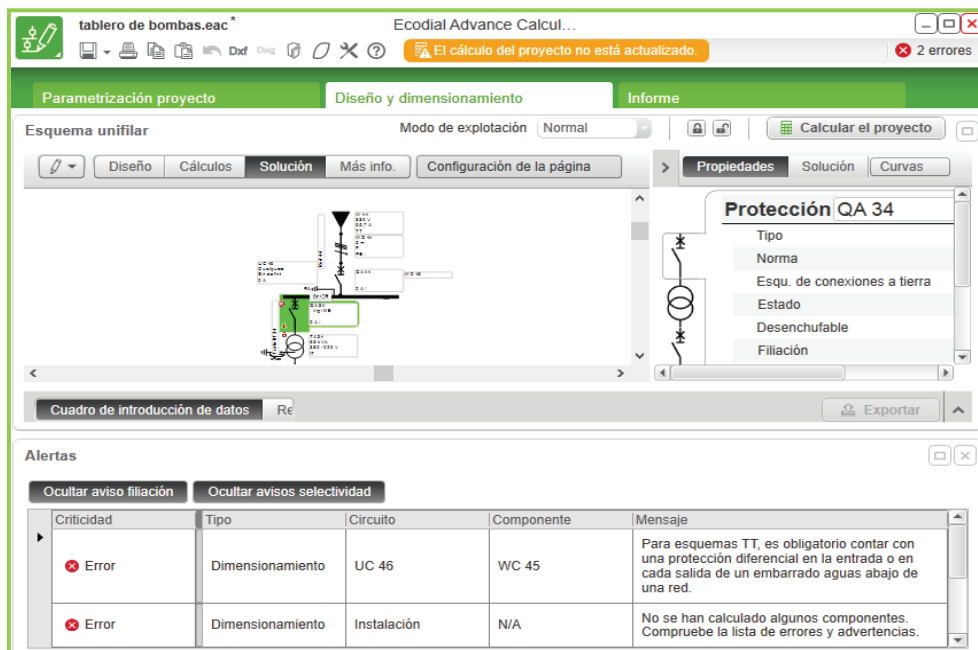 tablero de bombas.eac*
Ecodial Advance Calcul...
Dxf
Dwg
El cálculo del proyecto no está actualizado.
2 errores
Parametrización proyecto
Diseño y dimensionamiento
Informe
Esquema unifilar
Modo de explotación
Normal
Calcular el proyecto
Diseño
Cálculos
Solución
Más info.
Configuración de la página
Propiedades
Solución
Curvas
Protección QA 34
Tipo
Norma
Esqu. de conexiones a tierra
Estado
Desenchufable
Filiación
Cuadro de introducción de datos
Re
Exportar
Alertas
Ocultar aviso filiación
Ocultar avisos selectividad
Criticidad
Tipo
Circuito
Componente
Mensaje
Error
Dimensionamiento
UC 46
WC 45
Para esquemas TT, es obligatorio contar con
una protección diferencial en la entrada o en
cada salida de un embarrado aguas abajo de
una red.
Error
Dimensionamiento
Instalación
N/A
No se han calculado algunos componentes.
Compruebe la lista de errores y advertencias.